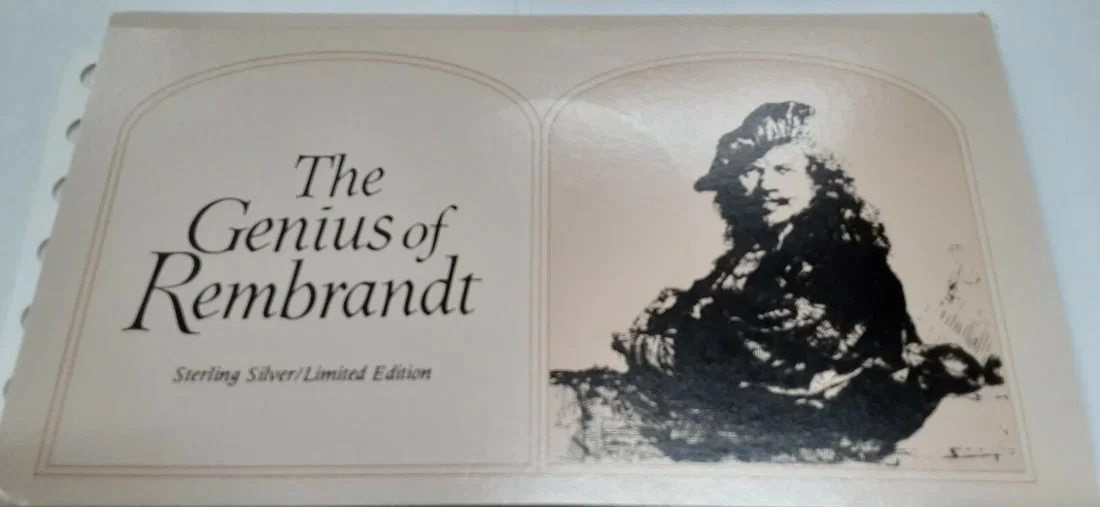 The
Genius of
Rembrandt
Sterling Silver/Limited Edition